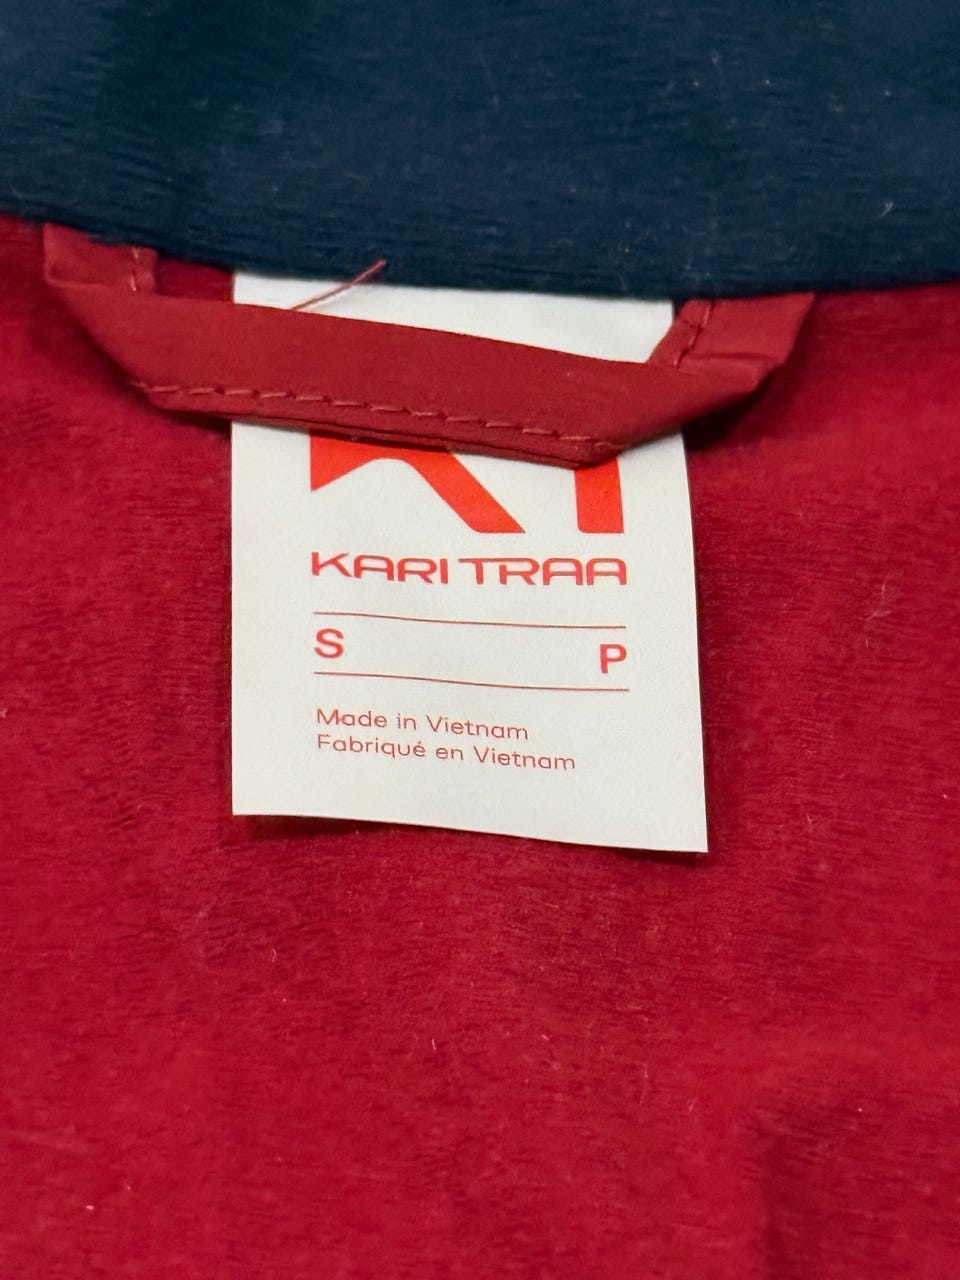 KARI TRAA
S P
Made in Vietnam
Fabriqué en Vietnam